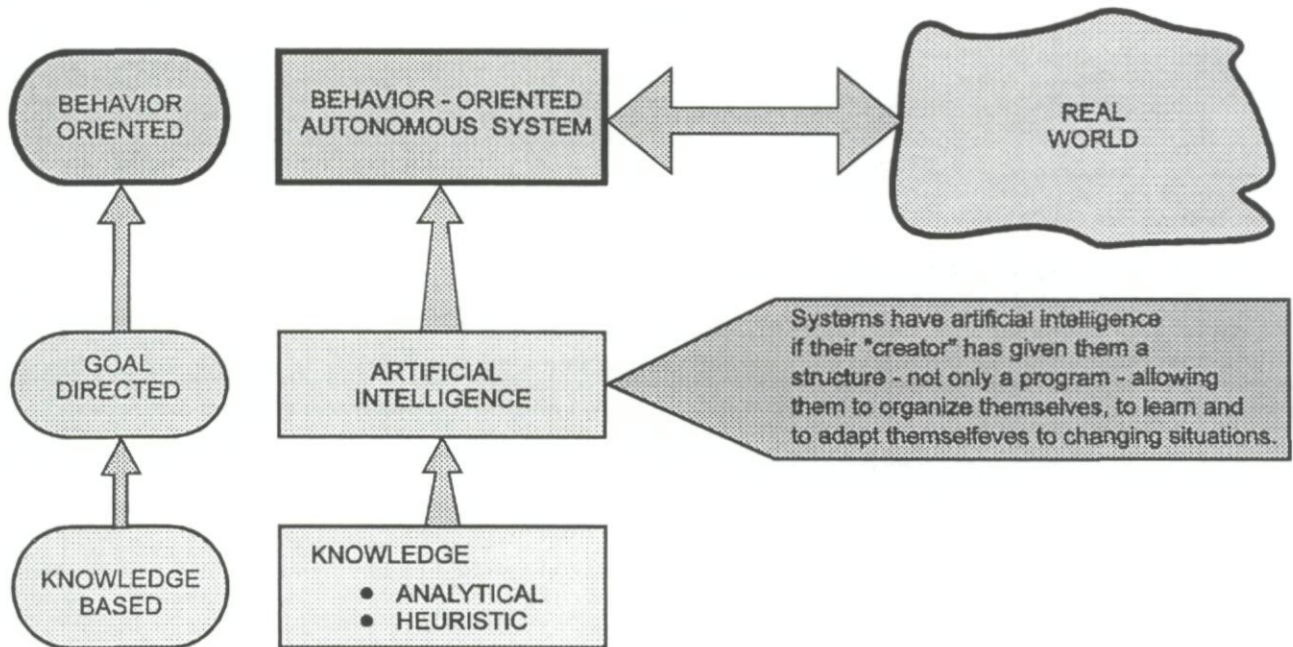 BEHAVIOR
ORIENTED
BEHAVIOR - ORIENTED
AUTONOMOUS SYSTEM
REAL
WORLD
GOAL
DIRECTED
ARTIFICIAL
INTELLIGENCE
Systems have artificial intelligence
if their "creator" has given them a
structure - not only a program - allowing
them to organize themselves, to learn and
to adapt themselfeves to changing situations.
KNOWLEDGE
BASED
KNOWLEDGE
• ANALYTICAL
• HEURISTIC